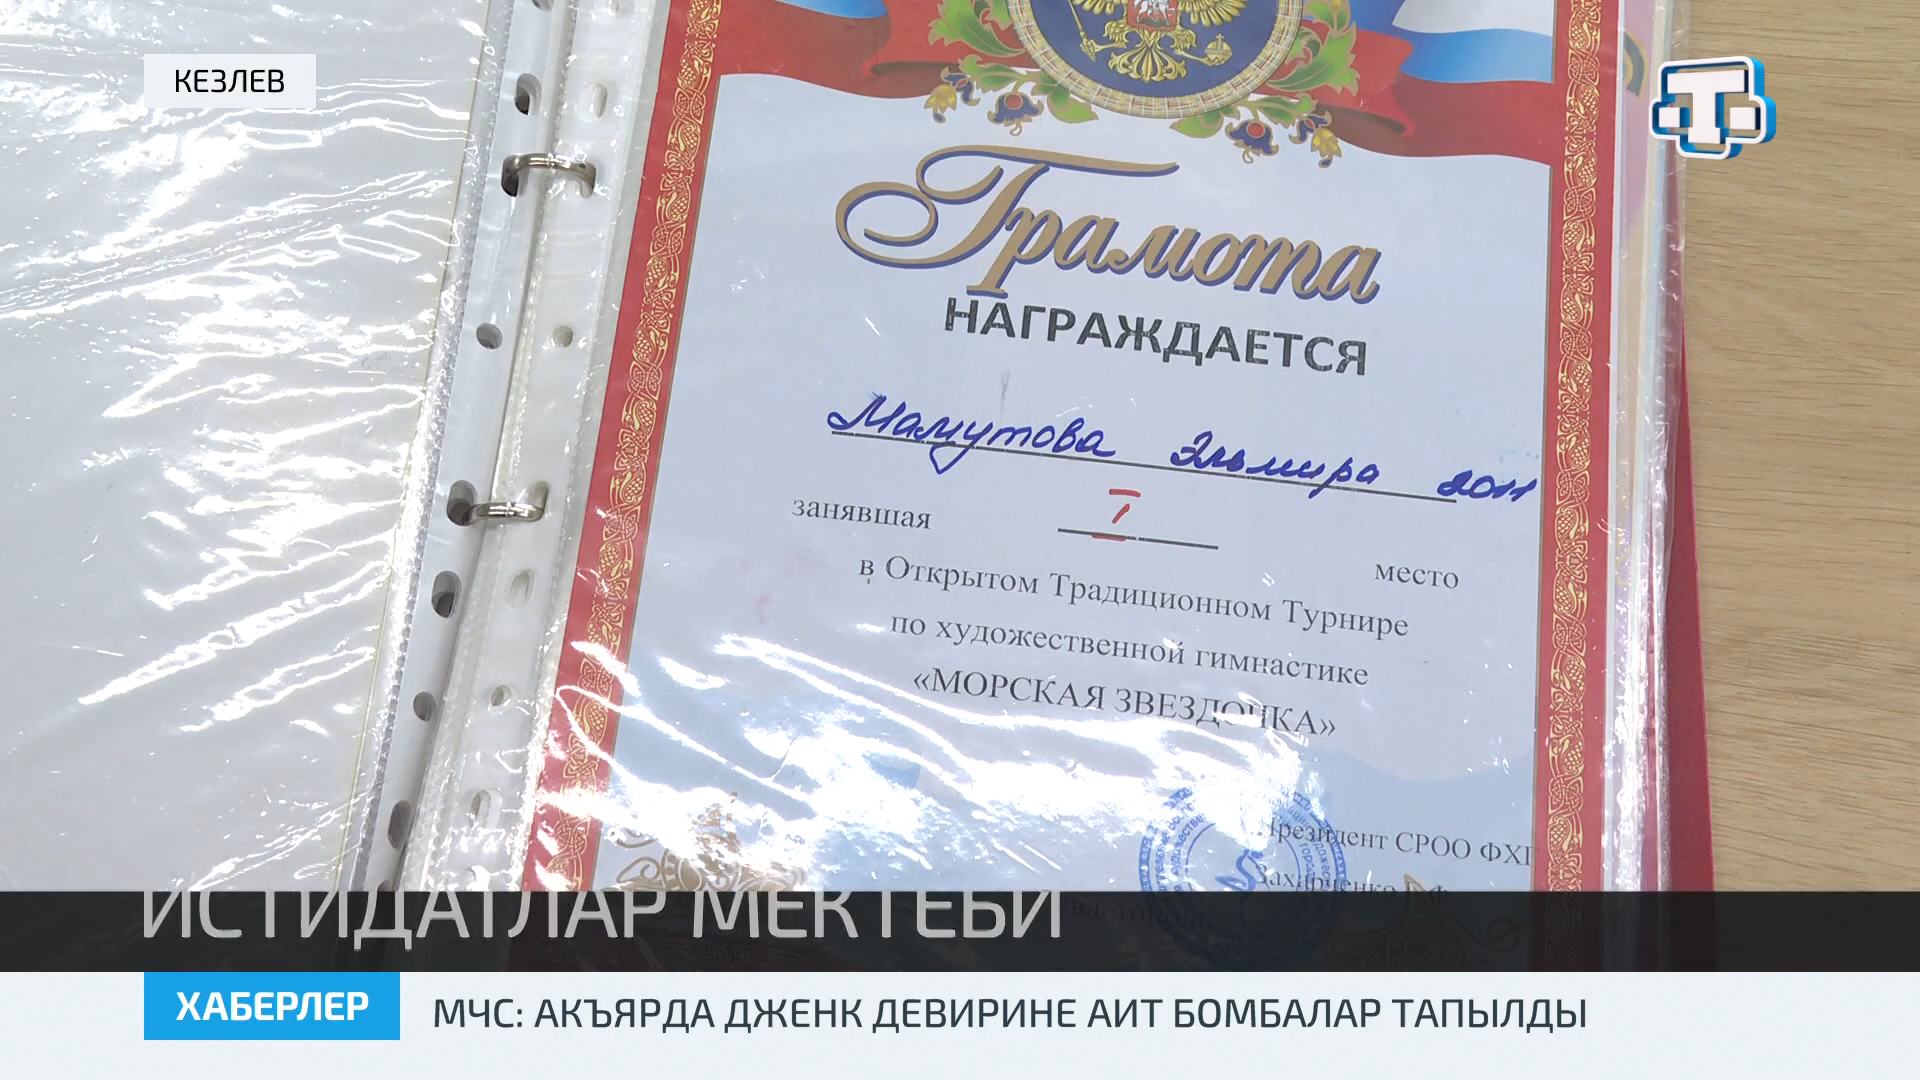 КЕЗЛЕВ
Т
Грамота
НАГРАЖДАЕТСЯ
Мамутова Эльмира 2011
занявшая I место
в Открытом Традиционном Турнире
по художественной гимнастике
«МОРСКАЯ ЗВЕЗДОЧКА»
Президент СРОО ФХГ
Захарченко
ИСТИДАТЛАР МЕКТЕБИ
ХАБЕРЛЕР
МЧС: АКЪЯРДА ДЖЕНК ДЕВИРИНЕ АИТ БОМБАЛАР ТАПЫЛДЫ